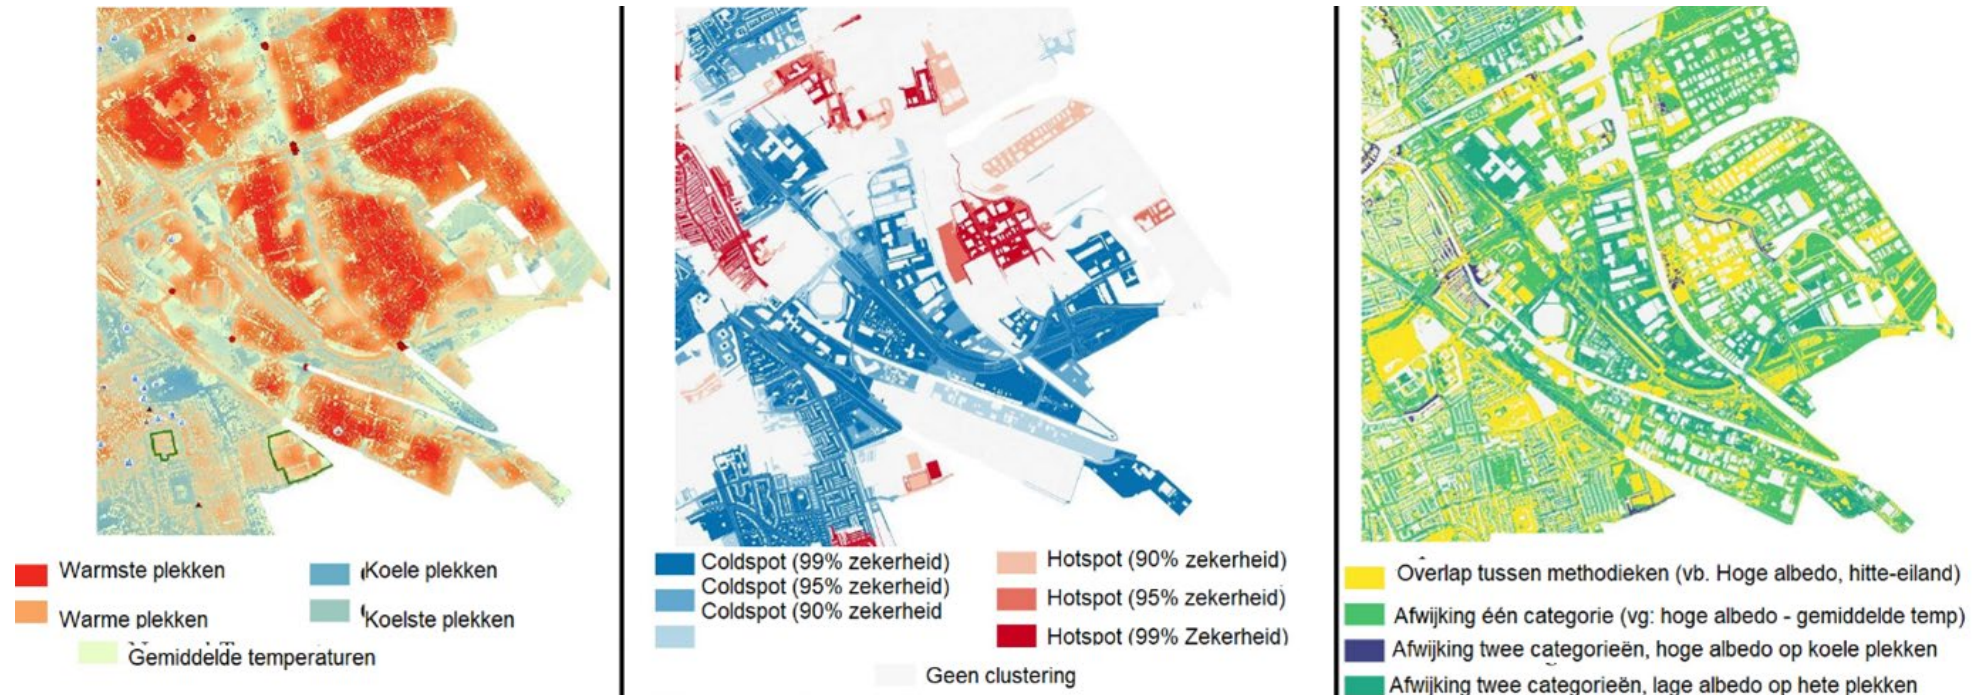 Warmste plekken
Koele plekken
Warme plekken
Koelste plekken
Gemiddelde temperaturen
Coldspot (99% zekerheid)
Coldspot (95% zekerheid)
Coldspot (90% zekerheid
Hotspot (90% zekerheid)
Hotspot (95% zekerheid)
Hotspot (99% Zekerheid)
Geen clustering
Overlap tussen methodieken (vb. Hoge albedo, hitte-eiland)
Afwijking één categorie (vg: hoge albedo - gemiddelde temp)
Afwijking twee categorieën, hoge albedo op koele plekken
Afwijking twee categorieën, lage albedo op hete plekken